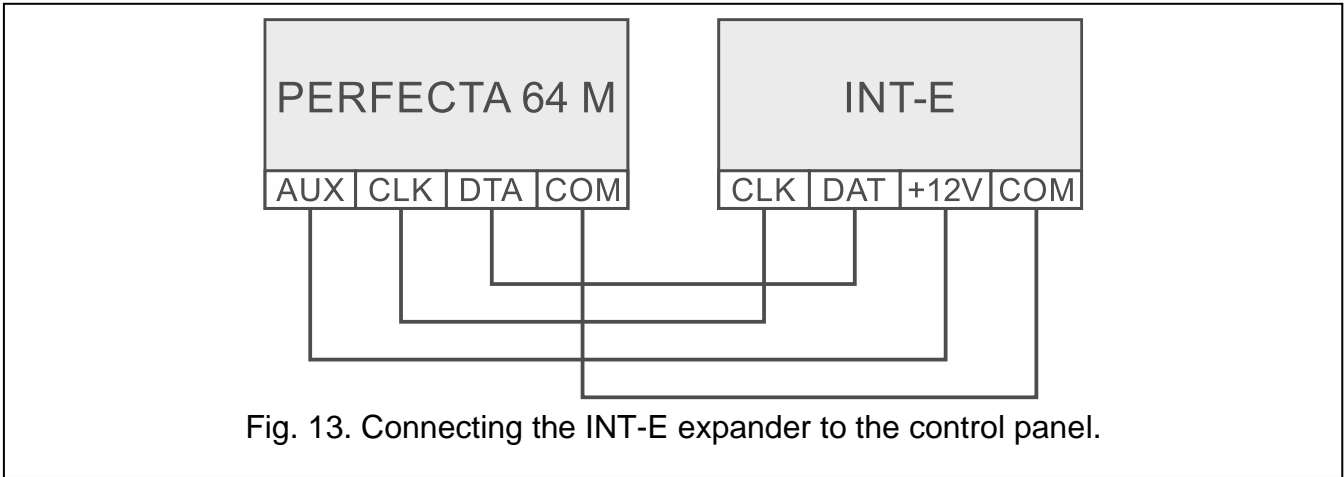 PERFECTA 64 M
INT-E
AUX CLK DTA COM
CLK DAT +12V COM
Fig. 13. Connecting the INT-E expander to the control panel.